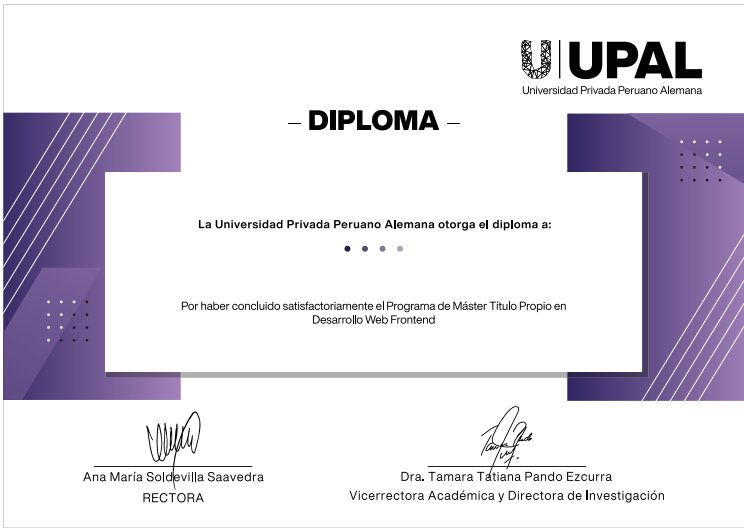 UPAL
Universidad Privada Peruano Alemana
– DIPLOMA –
La Universidad Privada Peruano Alemana otorga el diploma a:
Por haber concluido satisfactoriamente el Programa de Máster Título Propio en
Desarrollo Web Frontend
Ana María Soldevilla Saavedra
RECTORA
Dra. Tamara Tatiana Pando Ezcurra
Vicerrectora Académica y Directora de Investigación